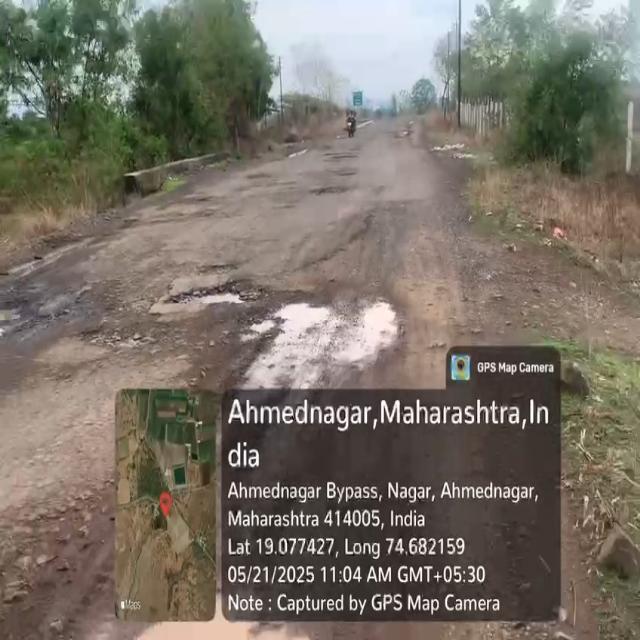 GPS Map Camera
Ahmednagar,Maharashtra,In
dia
Ahmednagar Bypass, Nagar, Ahmednagar,
Maharashtra 414005, India
Lat 19.077427, Long 74.682159
05/21/2025 11:04 AM GMT+05:30
Note : Captured by GPS Map Camera
Maps